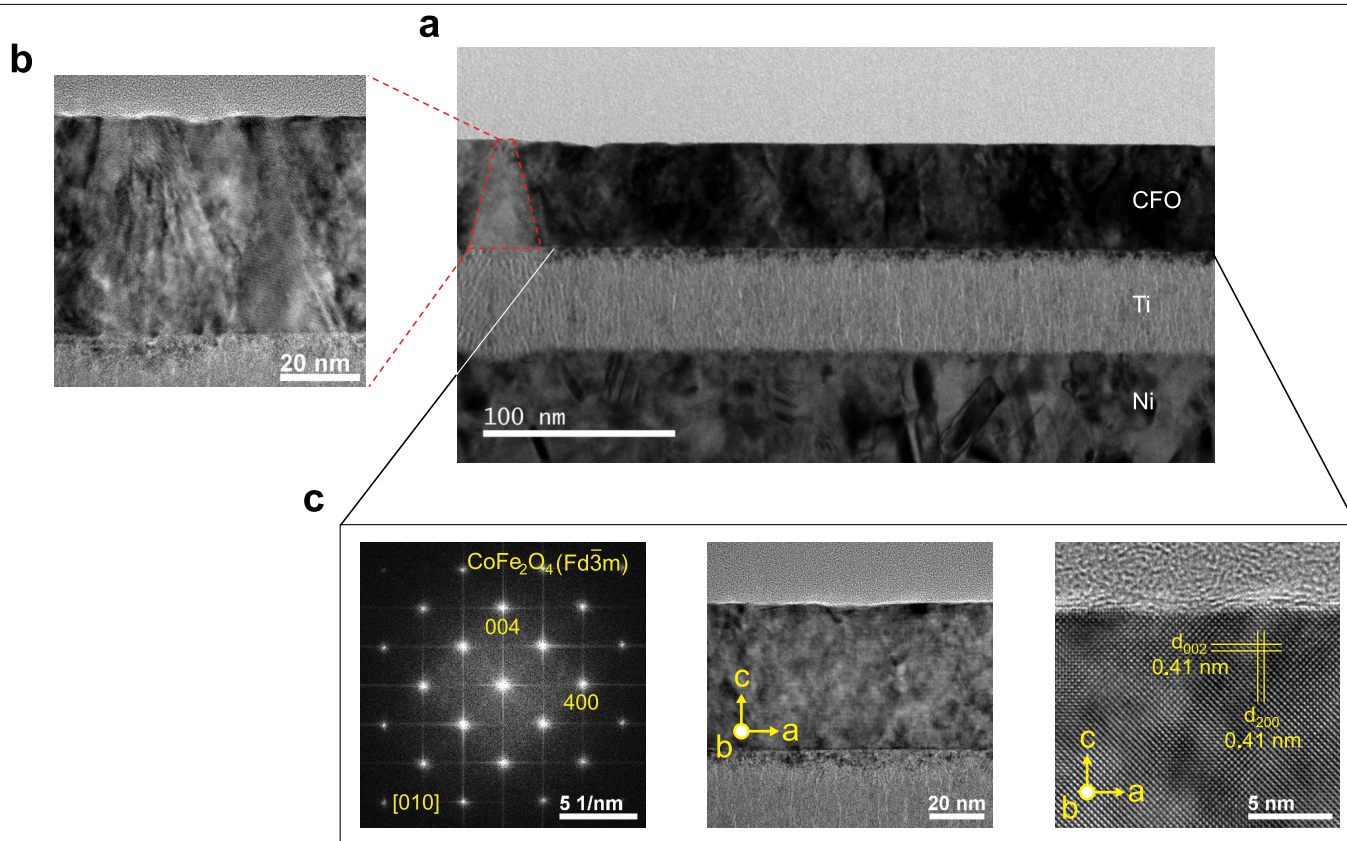 a
b
CFO
Ti
Ni
100 nm
20 nm
c
CoFe₂O₄ (Fd3̄m)
004
400
[010]
5 1/nm
c
a
b
20 nm
d₀₀₂
0.41 nm
d₂₀₀
0.41 nm
c
a
b
5 nm